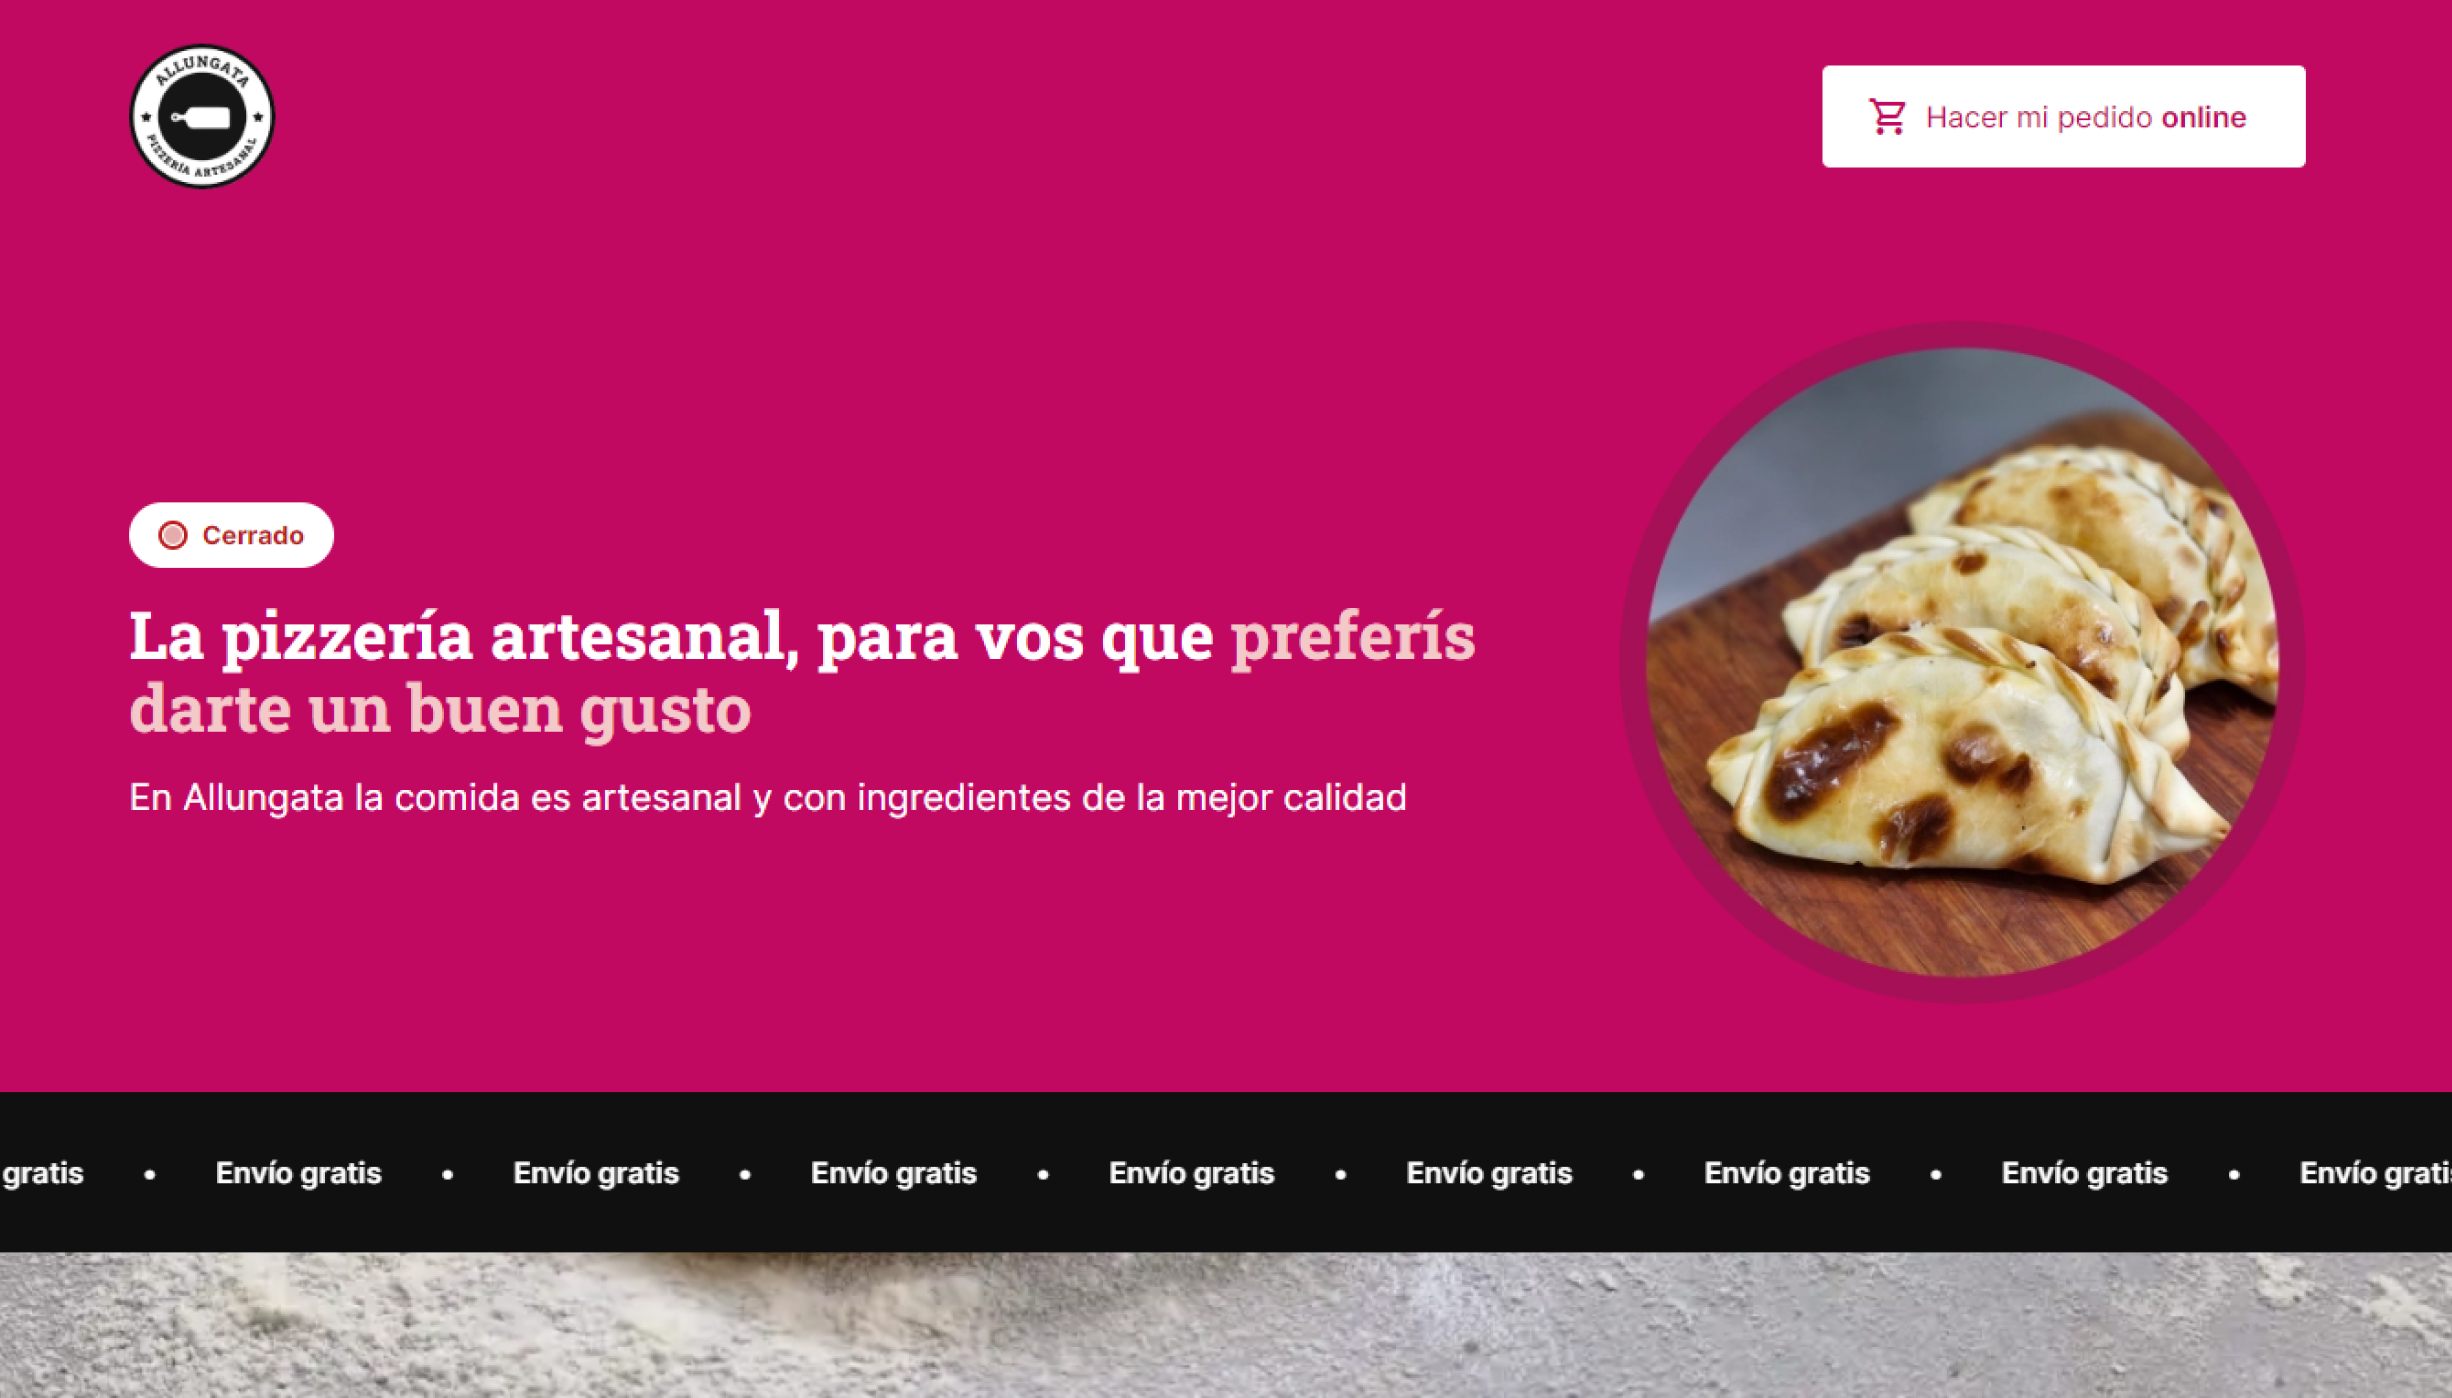 ALLUNGATA
PIZZERÍA ARTESANAL
Hacer mi pedido online
Cerrado
La pizzería artesanal, para vos que preferís
darte un buen gusto
En Allungata la comida es artesanal y con ingredientes de la mejor calidad
gratis • Envío gratis • Envío gratis • Envío gratis • Envío gratis • Envío gratis • Envío gratis • Envío gratis • Envío gratis